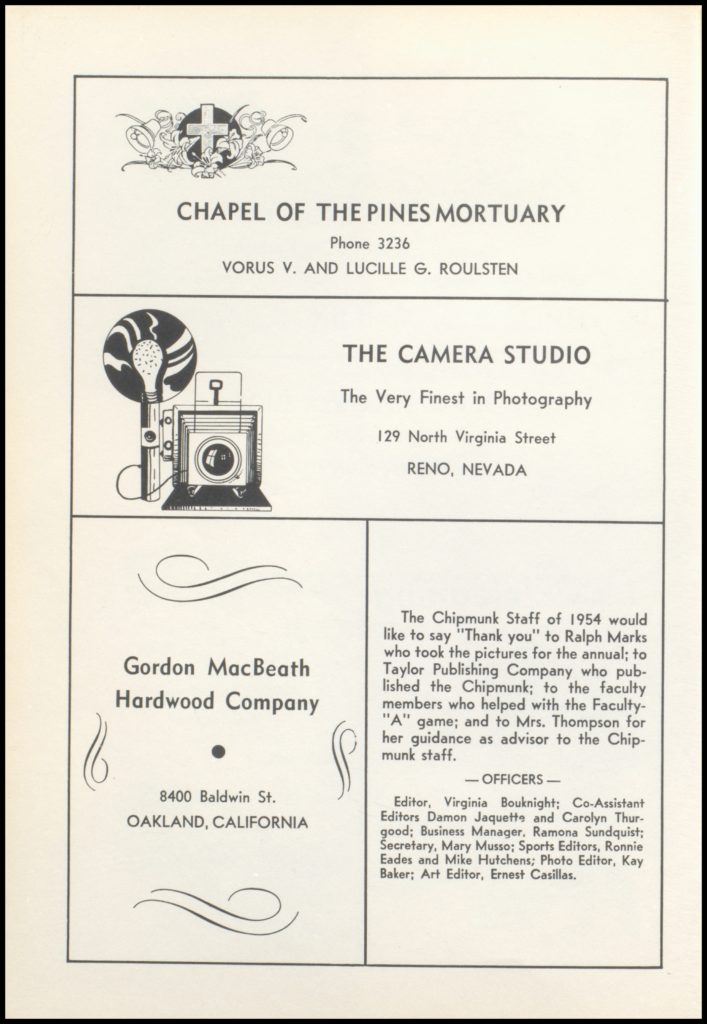 CHAPEL OF THE PINES MORTUARY
Phone 3236
VORUS V. AND LUCILLE G. ROULSTEN
THE CAMERA STUDIO
The Very Finest in Photography
129 North Virginia Street
RENO, NEVADA
Gordon MacBeath
Hardwood Company
8400 Baldwin St.
OAKLAND, CALIFORNIA
The Chipmunk Staff of 1954 would
like to say "Thank you" to Ralph Marks
who took the pictures for the annual; to
Taylor Publishing Company who pub-
lished the Chipmunk; to the faculty
members who helped with the Faculty-
"A" game; and to Mrs. Thompson for
her guidance as advisor to the Chip-
munk staff.
— OFFICERS —
Editor, Virginia Bouknight; Co-Assistant
Editors Damon Jaquette and Carolyn Thur-
good; Business Manager, Ramona Sundquist;
Secretary, Mary Musso; Sports Editors, Ronnie
Eades and Mike Hutchens; Photo Editor, Kay
Baker; Art Editor, Ernest Casillas.